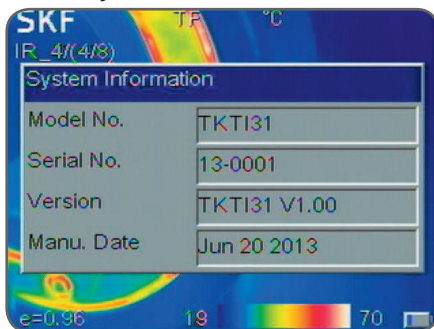 SKF TF °C
IR_4/(4/8)
System Information
Model No. TKTI31
Serial No. 13-0001
Version TKTI31 V1.00
Manu. Date Jun 20 2013
e=0.96 19 70